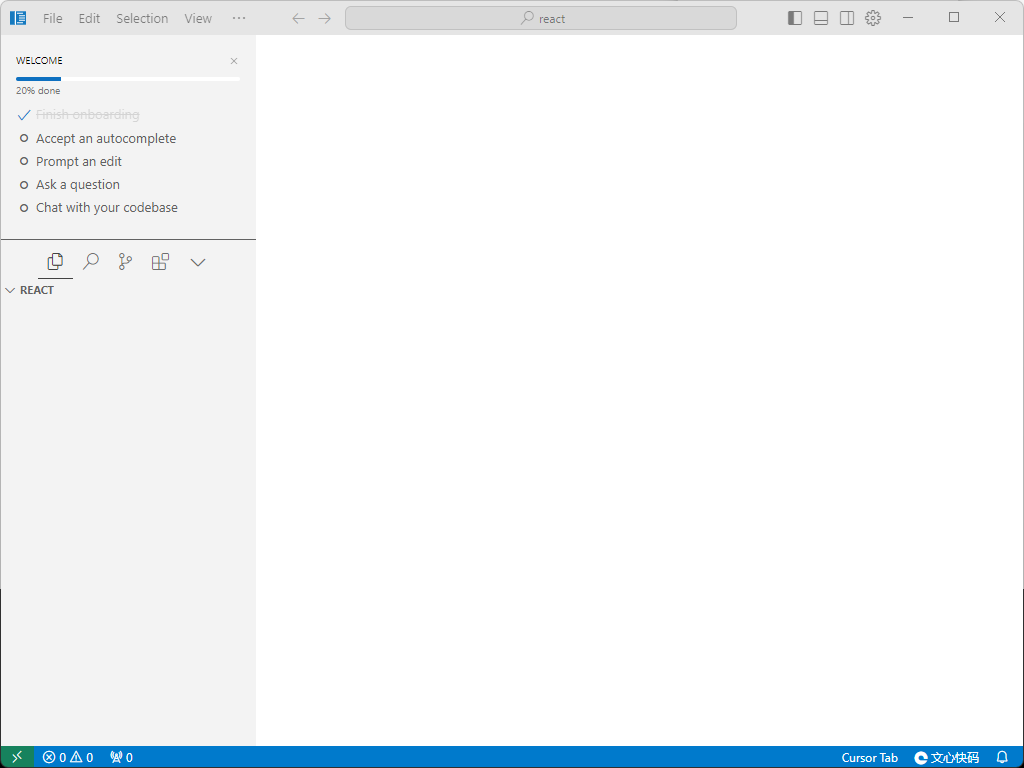 File Edit Selection View ··· react
WELCOME
20% done
Finish onboarding
Accept an autocomplete
Prompt an edit
Ask a question
Chat with your codebase
REACT
0 0 0 Cursor Tab 文心快码